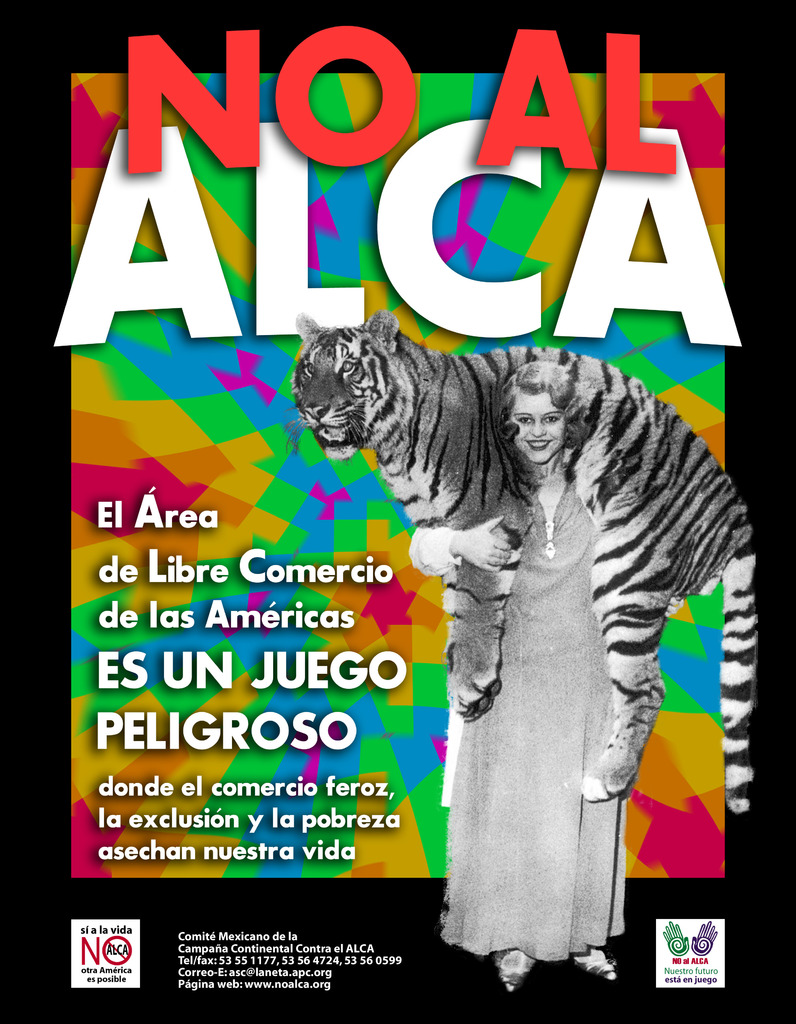 NO AL
ALCA
El Área
de Libre Comercio
de las Américas
ES UN JUEGO
PELIGROSO
donde el comercio feroz,
la exclusión y la pobreza
asechan nuestra vida
sí a la vida
NO ALCA
otra América
es posible
Comité Mexicano de la
Campaña Continental Contra el ALCA
Tel/fax: 53 55 1177, 53 56 4724, 53 56 0599
Correo-E: asc@laneta.apc.org
Página web: www.noalca.org
NO al ALCA
Nuestro futuro
está en juego